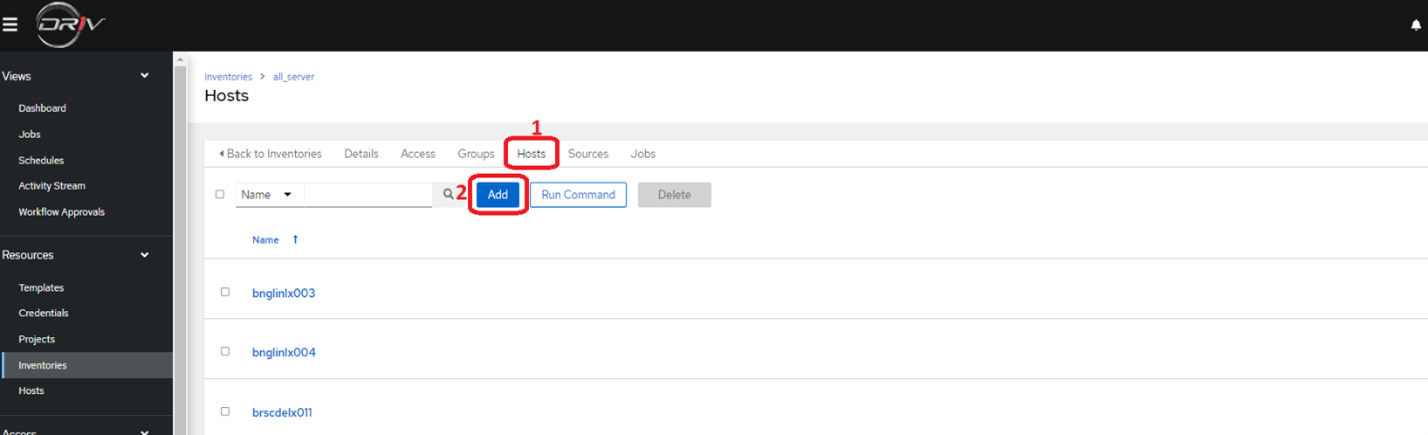 DRIV
Views
Dashboard
Jobs
Schedules
Activity Stream
Workflow Approvals
Resources
Templates
Credentials
Projects
Inventories
Hosts
Access
Inventories > all_server
Hosts
1
Back to Inventories Details Access Groups Hosts Sources Jobs
Name 2 Add Run Command Delete
Name
bnglinlx003
bnglinlx004
brscdelx011